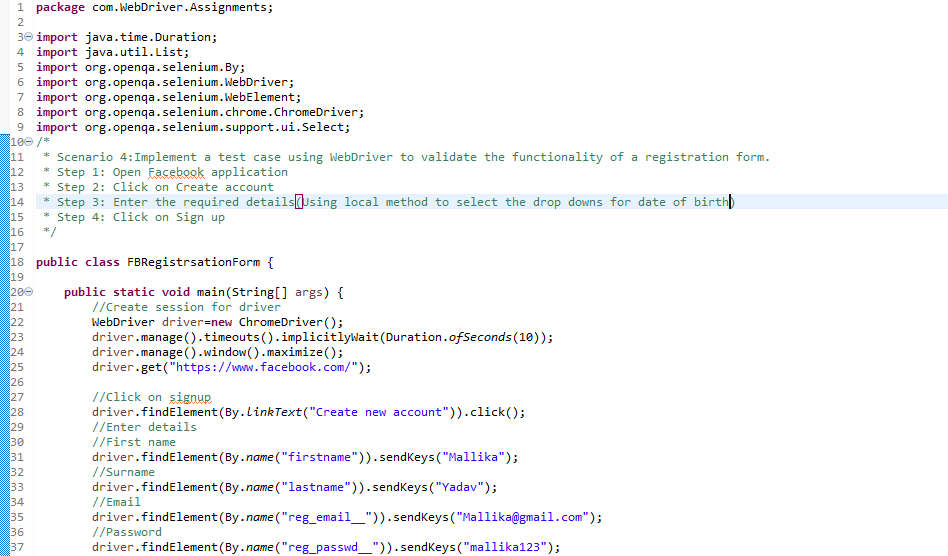 1 package com.WebDriver.Assignments;
2
3 import java.time.Duration;
4 import java.util.List;
5 import org.openqa.selenium.By;
6 import org.openqa.selenium.WebDriver;
7 import org.openqa.selenium.WebElement;
8 import org.openqa.selenium.chrome.ChromeDriver;
9 import org.openqa.selenium.support.ui.Select;
10 /*
11  * Scenario 4:Implement a test case using WebDriver to validate the functionality of a registration form.
12  * Step 1: Open Facebook application
13  * Step 2: Click on Create account
14  * Step 3: Enter the required details(Using local method to select the drop downs for date of birth)
15  * Step 4: Click on Sign up
16  */
17
18 public class FBRegistrsationForm {
19
20     public static void main(String[] args) {
21         //Create session for driver
22         WebDriver driver=new ChromeDriver();
23         driver.manage().timeouts().implicitlyWait(Duration.ofSeconds(10));
24         driver.manage().window().maximize();
25         driver.get("https://www.facebook.com/");
26
27         //Click on signup
28         driver.findElement(By.linkText("Create new account")).click();
29         //Enter details
30         //First name
31         driver.findElement(By.name("firstname")).sendKeys("Mallika");
32         //Surname
33         driver.findElement(By.name("lastname")).sendKeys("Yadav");
34         //Email
35         driver.findElement(By.name("reg_email__")).sendKeys("Mallika@gmail.com");
36         //Password
37         driver.findElement(By.name("reg_passwd__")).sendKeys("mallika123");